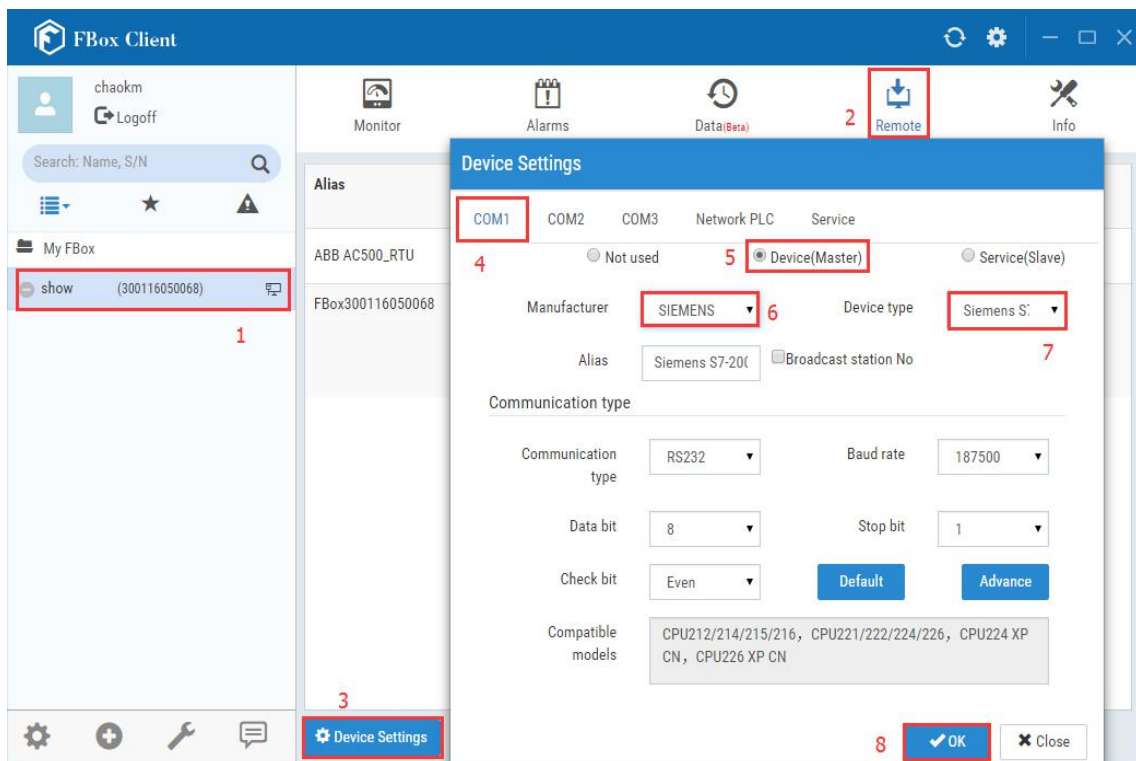 FBox Client
chaokm
Logoff
Search: Name, S/N
My FBox
show (300116050068)
1
Monitor
Alarms
Data(Beta)
2 Remote
Info
Alias
ABB AC500_RTU
FBox300116050068
3
Device Settings
Device Settings
COM1 COM2 COM3 Network PLC Service
4 Not used 5 Device(Master) Service(Slave)
Manufacturer SIEMENS 6 Device type Siemens S: 7
Alias Siemens S7-20( Broadcast station No
Communication type
Communication type RS232 Baud rate 187500
Data bit 8 Stop bit 1
Check bit Even Default Advance
Compatible models CPU212/214/215/216，CPU221/222/224/226，CPU224 XP
CN，CPU226 XP CN
8 OK Close